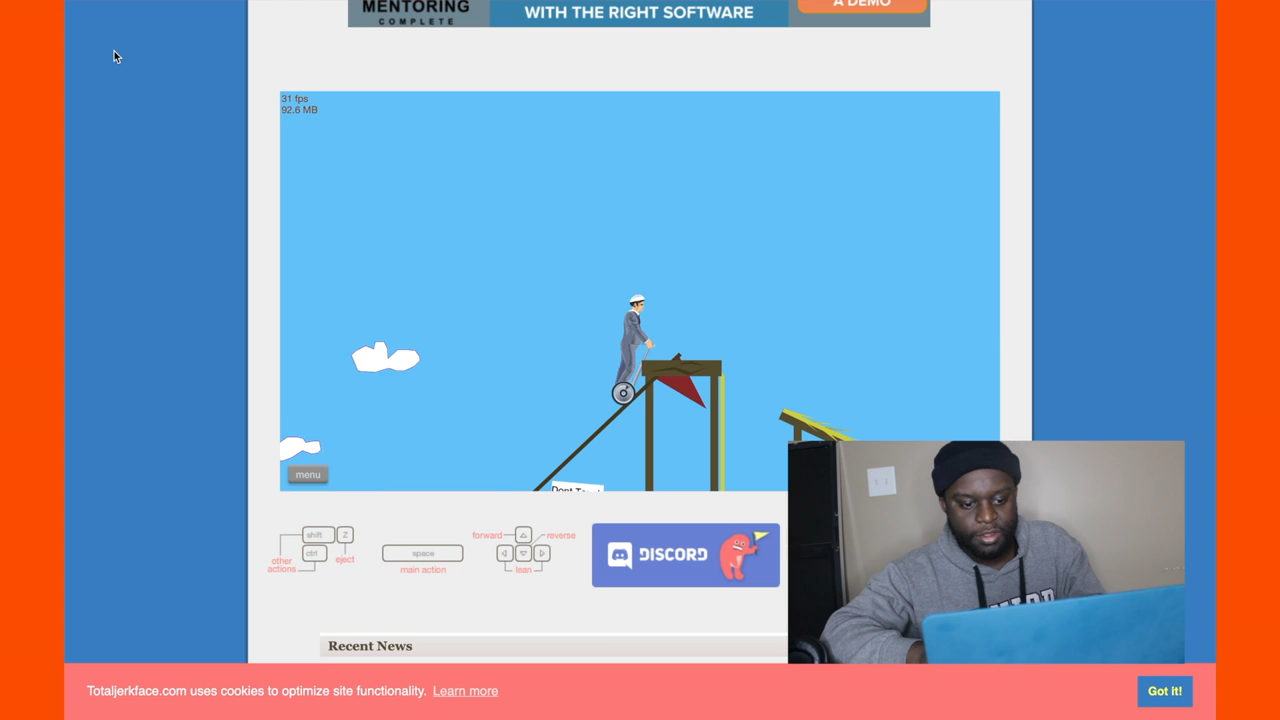 MENTORING
COMPLETE
WITH THE RIGHT SOFTWARE
A DEMO
31 fps
92.6 MB
menu
Dont
shift
Z
ctrl
eject
other
actions
space
main action
forward
reverse
lean
DISCORD
Recent News
Totaljerkface.com uses cookies to optimize site functionality. Learn more
Got it!